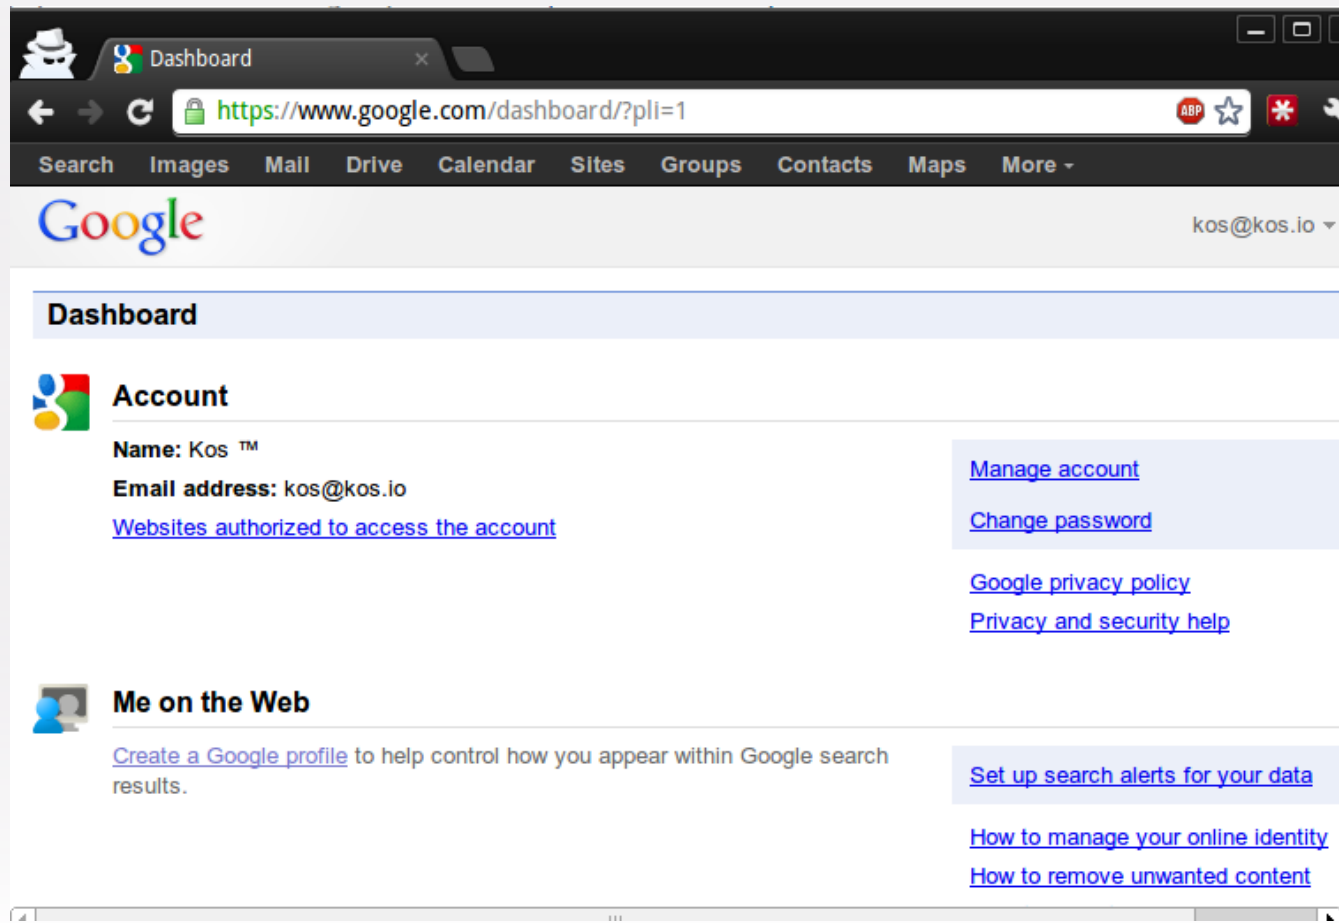 Dashboard
https://www.google.com/dashboard/?pli=1
ABP
Search Images Mail Drive Calendar Sites Groups Contacts Maps More
Google
kos@kos.io
Dashboard
Account
Name: Kos ™
Email address: kos@kos.io
Websites authorized to access the account
Manage account
Change password
Google privacy policy
Privacy and security help
Me on the Web
Create a Google profile to help control how you appear within Google search
results.
Set up search alerts for your data
How to manage your online identity
How to remove unwanted content